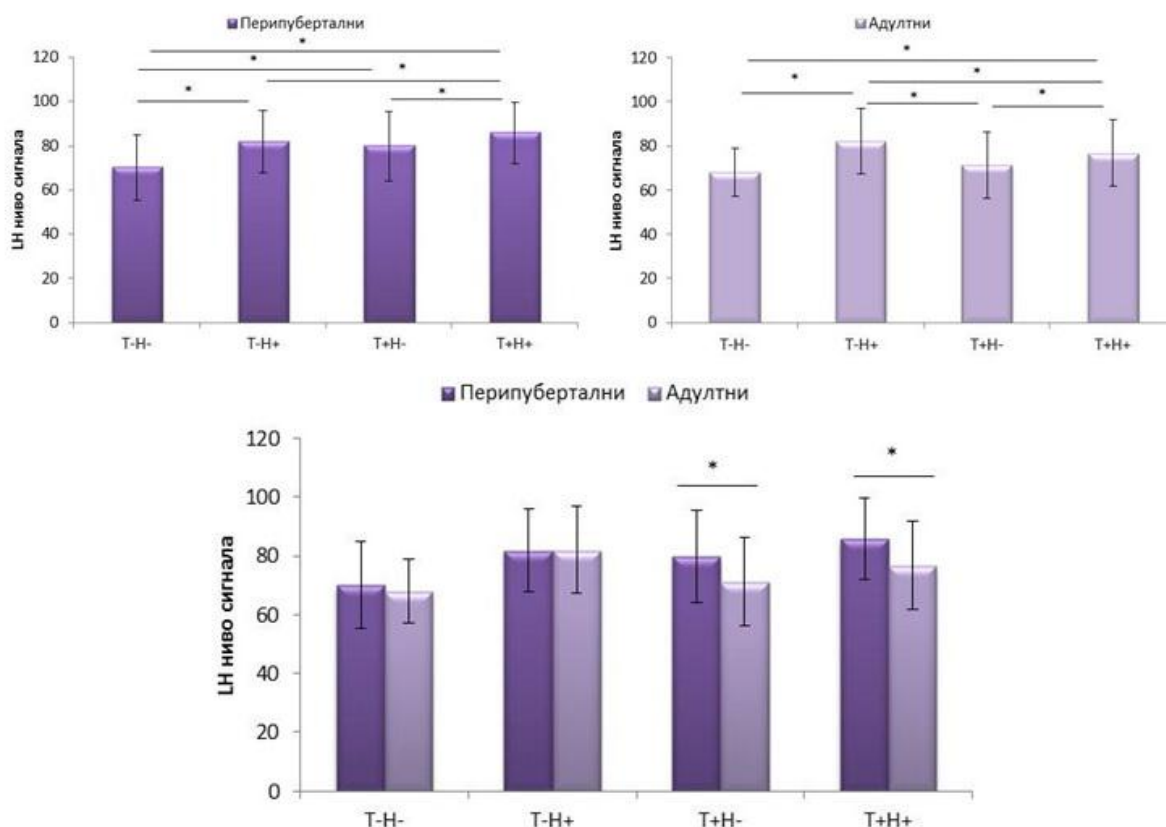 Перипубертални
*
*
*
*
*
LH ниво сигнала
120
100
80
60
40
20
0
T-H-
T-H+
T+H-
T+H+
Адултни
*
*
*
*
*
LH ниво сигнала
120
100
80
60
40
20
0
T-H-
T-H+
T+H-
T+H+
Перипубертални Адултни
*
*
LH ниво сигнала
120
100
80
60
40
20
0
T-H-
T-H+
T+H-
T+H+